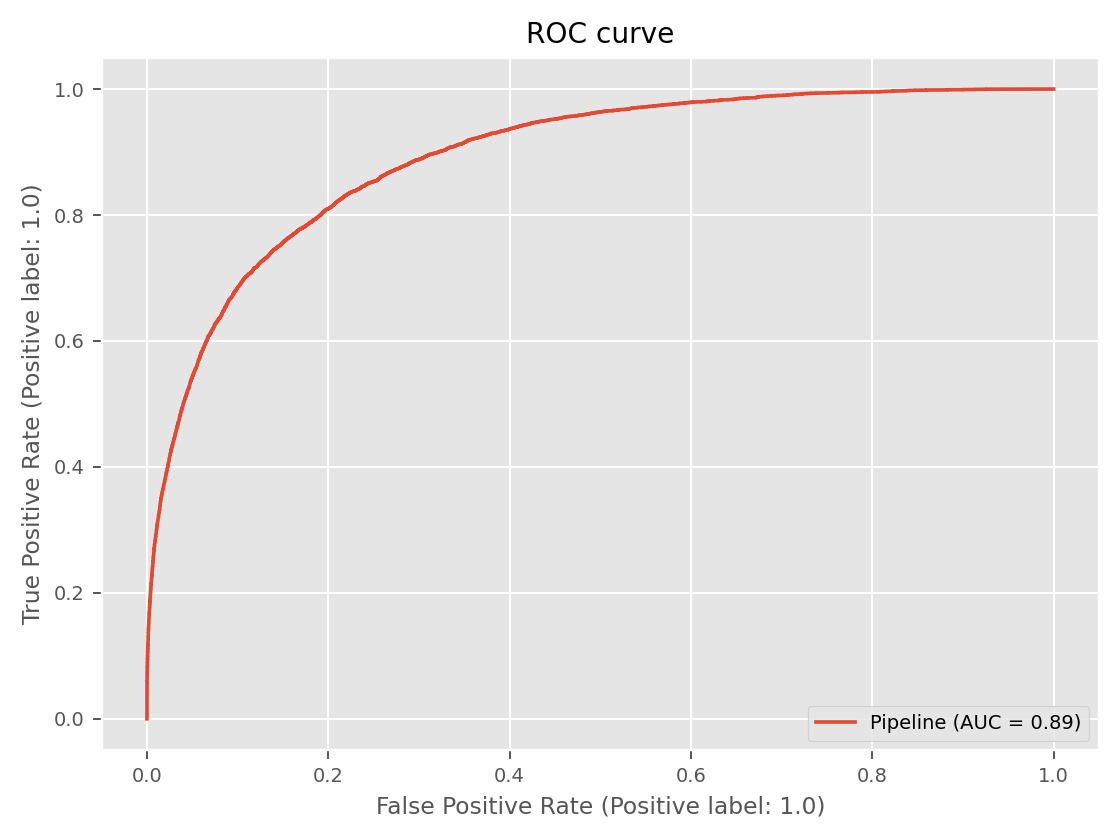 ROC curve
True Positive Rate (Positive label: 1.0)
1.0
0.8
0.6
0.4
0.2
0.0
Pipeline (AUC = 0.89)
0.0 0.2 0.4 0.6 0.8 1.0
False Positive Rate (Positive label: 1.0)